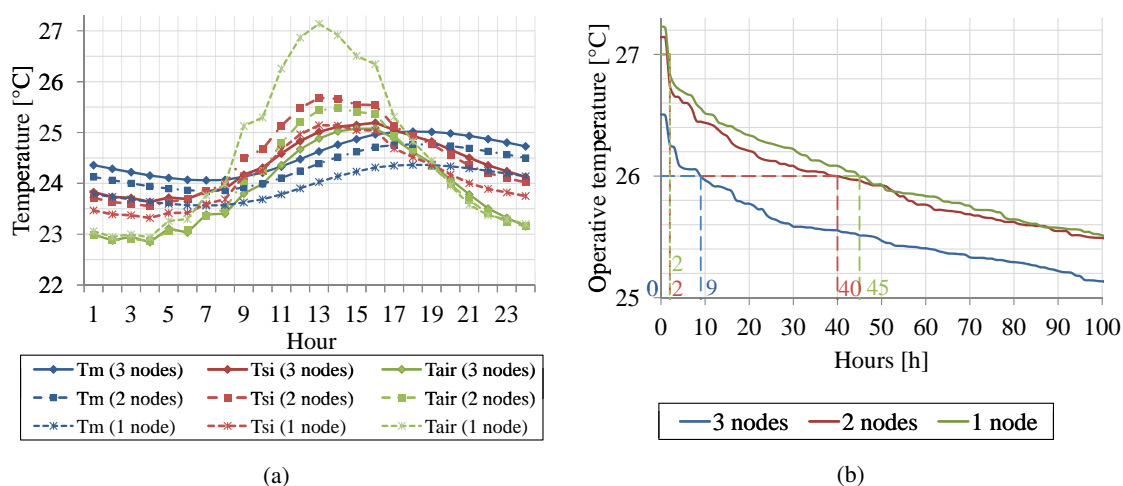 Temperature [°C]
27
26
25
24
23
22
1 3 5 7 9 11 13 15 17 19 21 23
Hour
Tm (3 nodes) Tsi (3 nodes) Tair (3 nodes)
Tm (2 nodes) Tsi (2 nodes) Tair (2 nodes)
Tm (1 node) Tsi (1 node) Tair (1 node)
(a)
Operative temperature [°C]
27
26
25
0
2
2
9
40
45
0 10 20 30 40 50 60 70 80 90 100
Hours [h]
3 nodes 2 nodes 1 node
(b)